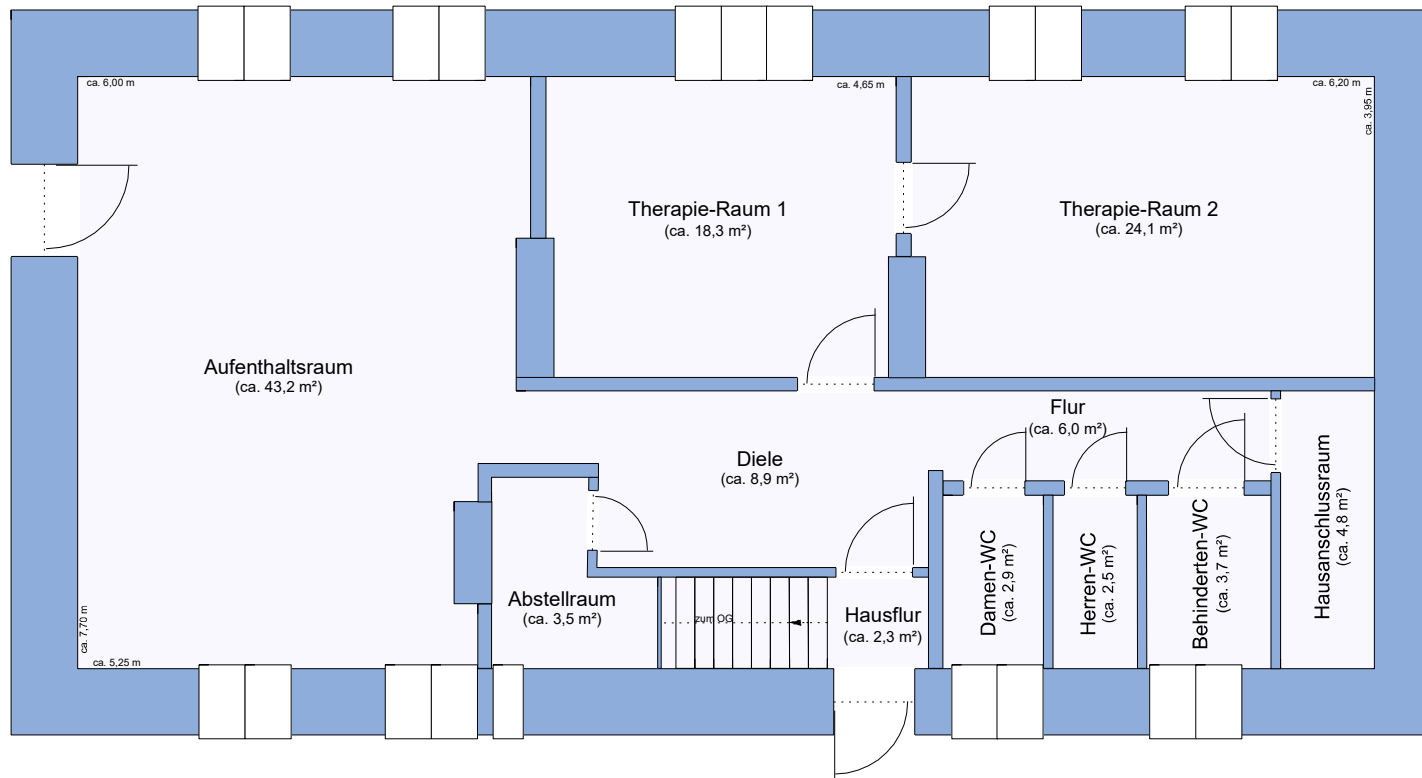 ca. 6,00 m
ca. 4,65 m
ca. 6,20 m
ca. 3,95 m
Therapie-Raum 1
(ca. 18,3 m²)
Therapie-Raum 2
(ca. 24,1 m²)
Aufenthaltsraum
(ca. 43,2 m²)
Flur
(ca. 6,0 m²)
Diele
(ca. 8,9 m²)
Abstellraum
(ca. 3,5 m²)
zum OG
Hausflur
(ca. 2,3 m²)
Damen-WC
(ca. 2,9 m²)
Herren-WC
(ca. 2,5 m²)
Behinderten-WC
(ca. 3,7 m²)
Hausanschlussraum
(ca. 4,8 m²)
ca. 7,70 m
ca. 5,25 m